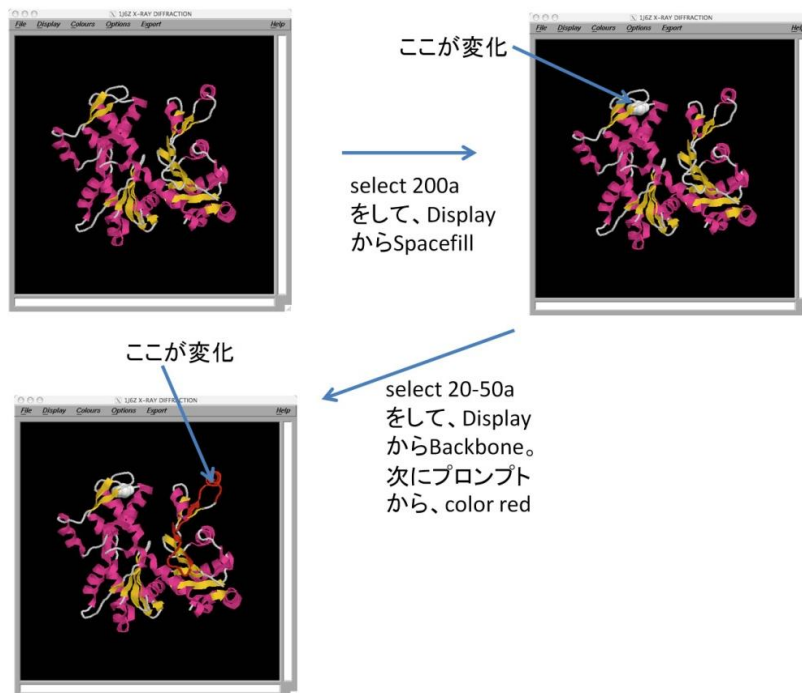 1J6Z X-RAY DIFFRACTION
File Display Colours Options Export Help
ここが変化
1J6Z X-RAY DIFFRACTION
File Display Colours Options Export Help
select 200a
をして、Display
からSpacefill
ここが変化
1J6Z X-RAY DIFFRACTION
File Display Colours Options Export Help
select 20-50a
をして、Display
からBackbone。
次にプロンプト
から、color red